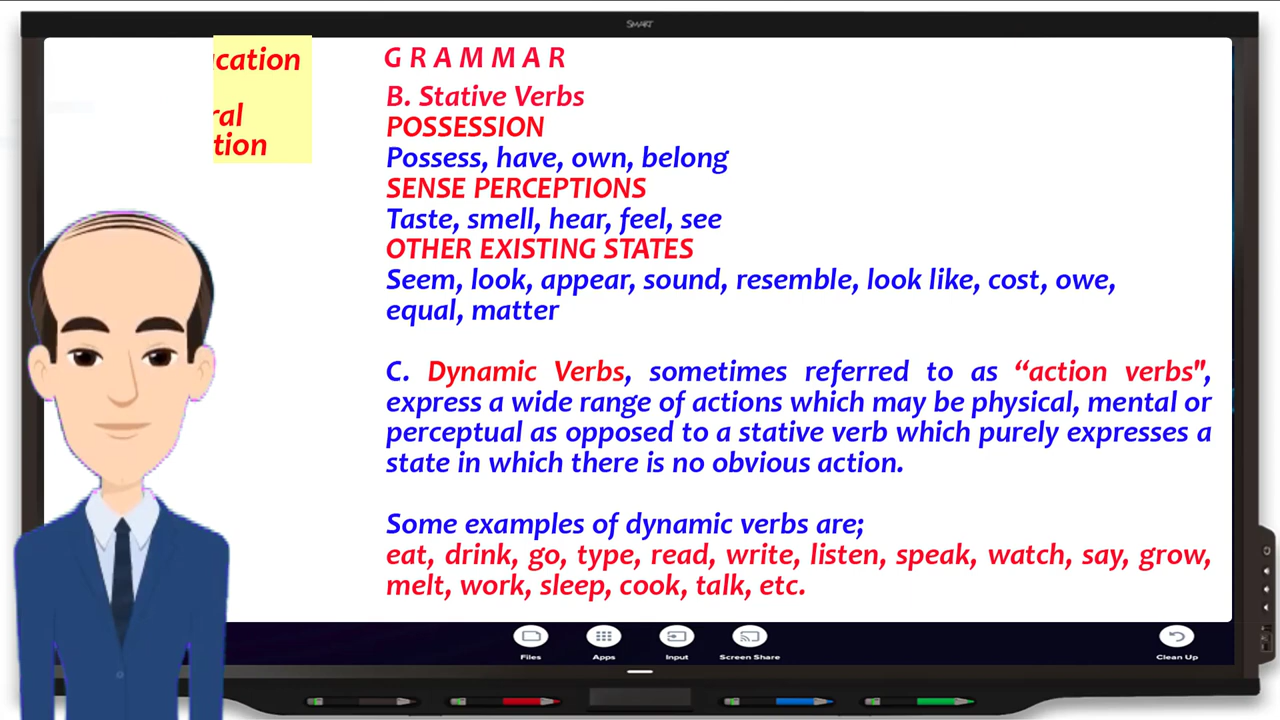 SMART
GRAMMAR
B. Stative Verbs
POSSESSION
Possess, have, own, belong
SENSE PERCEPTIONS
Taste, smell, hear, feel, see
OTHER EXISTING STATES
Seem, look, appear, sound, resemble, look like, cost, owe,
equal, matter
C. Dynamic Verbs, sometimes referred to as “action verbs",
express a wide range of actions which may be physical, mental or
perceptual as opposed to a stative verb which purely expresses a
state in which there is no obvious action.
Some examples of dynamic verbs are;
eat, drink, go, type, read, write, listen, speak, watch, say, grow,
melt, work, sleep, cook, talk, etc.
Files Apps Input Screen Share Clean Up